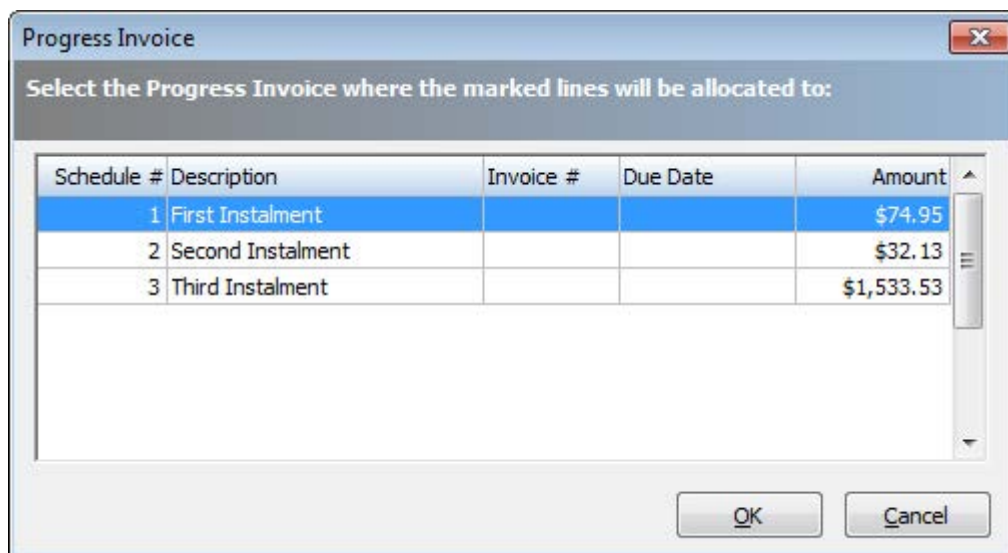 Progress Invoice
Select the Progress Invoice where the marked lines will be allocated to:
Schedule # Description Invoice # Due Date Amount
1 First Instalment $74.95
2 Second Instalment $32.13
3 Third Instalment $1,533.53
OK Cancel